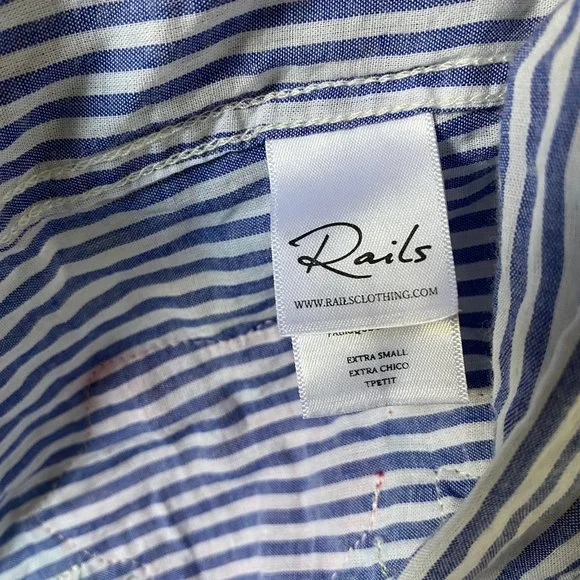 Rails
WWW.RAILSCLOTHING.COM
EXTRA SMALL
EXTRA CHICO
TPETIT